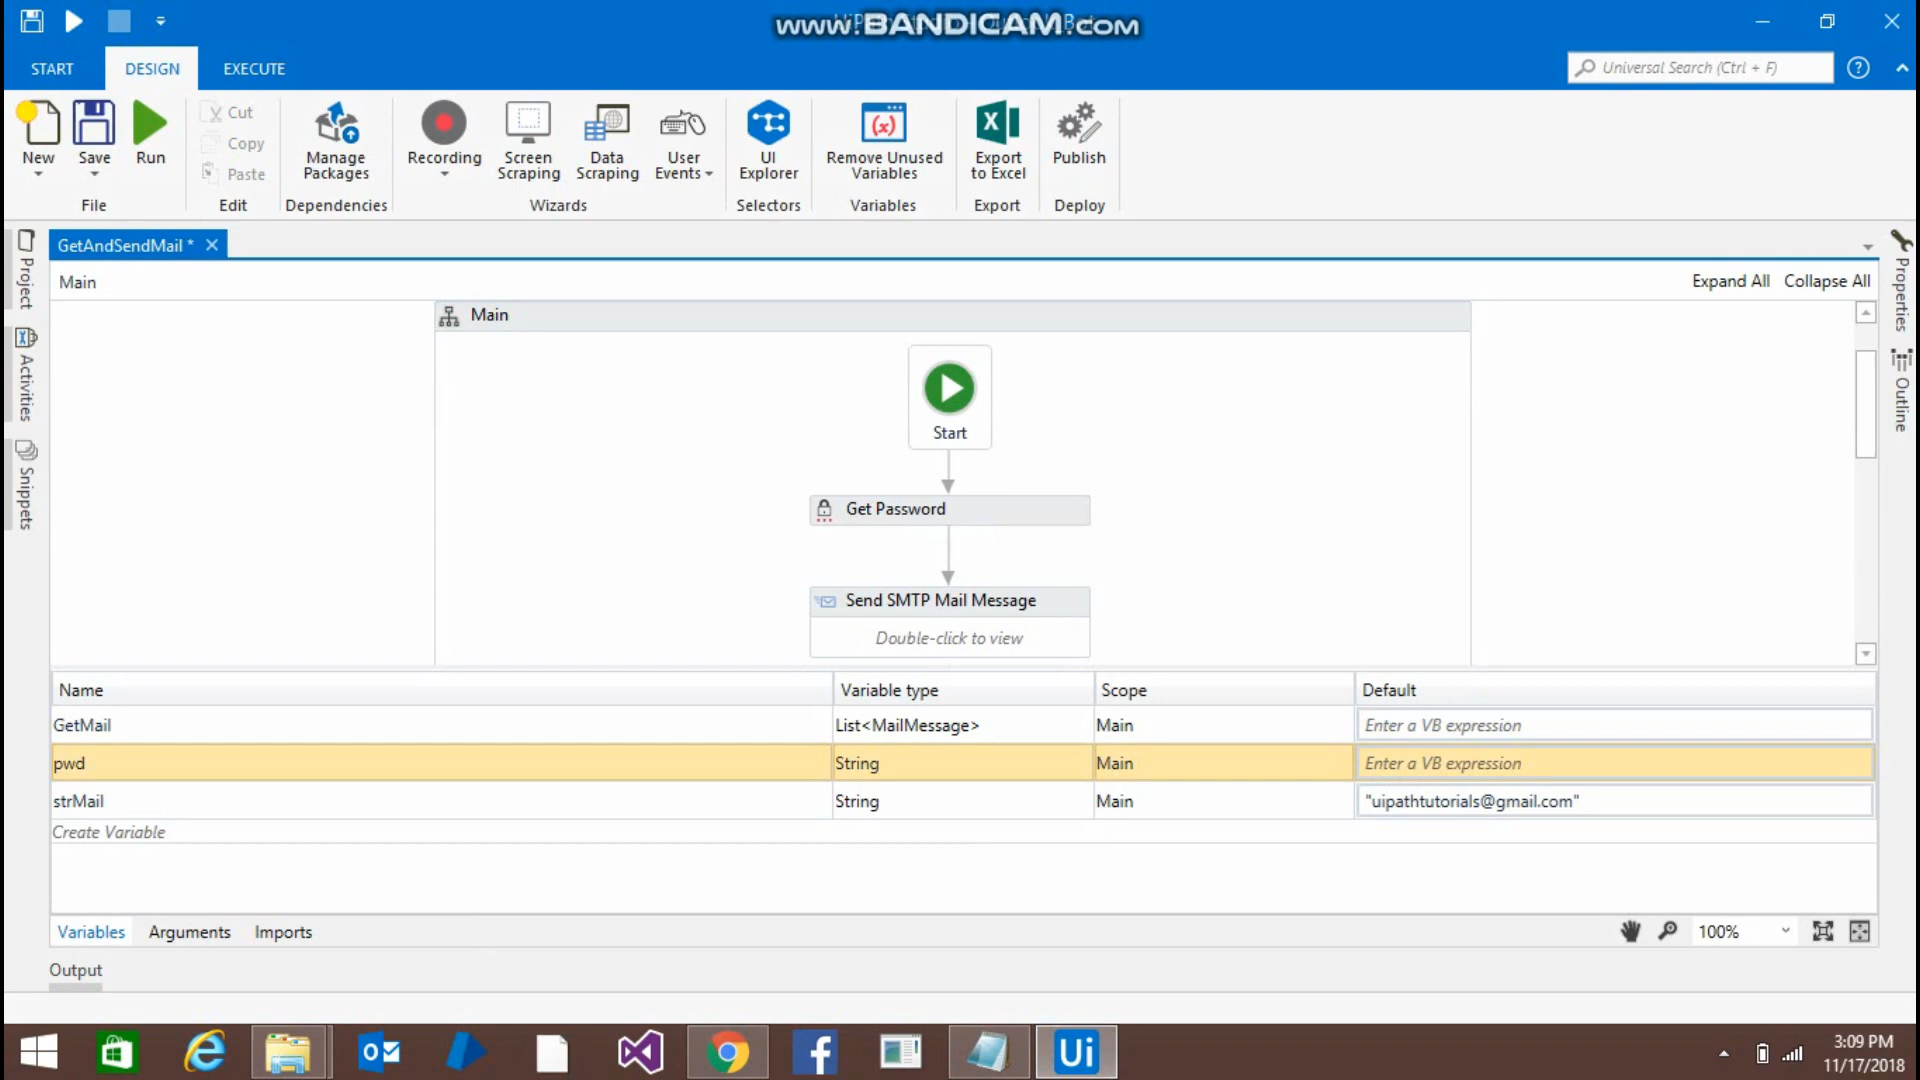 www.BANDICAM.com
START DESIGN EXECUTE
Universal Search (Ctrl + F)
New Save Run
Cut
Copy
Paste
Manage Packages
Recording
Screen Scraping
Data Scraping
User Events
UI Explorer
Remove Unused Variables
Export to Excel
Publish
File Edit Dependencies Wizards Selectors Variables Export Deploy
GetAndSendMail *
Main
Expand All Collapse All
Project
Activities
Snippets
Properties
Outline
Main
Start
Get Password
Send SMTP Mail Message
Double-click to view
Name Variable type Scope Default
GetMail List<MailMessage> Main Enter a VB expression
pwd String Main Enter a VB expression
strMail String Main "uipathtutorials@gmail.com"
Create Variable
Variables Arguments Imports
100%
Output
Ui
3:09 PM
11/17/2018